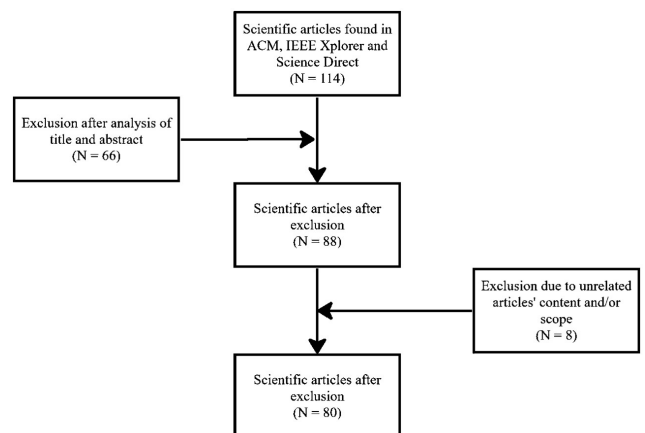 Scientific articles found in
ACM, IEEE Xplorer and
Science Direct
(N = 114)
Exclusion after analysis of
title and abstract
(N = 66)
Scientific articles after
exclusion
(N = 88)
Exclusion due to unrelated
articles' content and/or
scope
(N = 8)
Scientific articles after
exclusion
(N = 80)